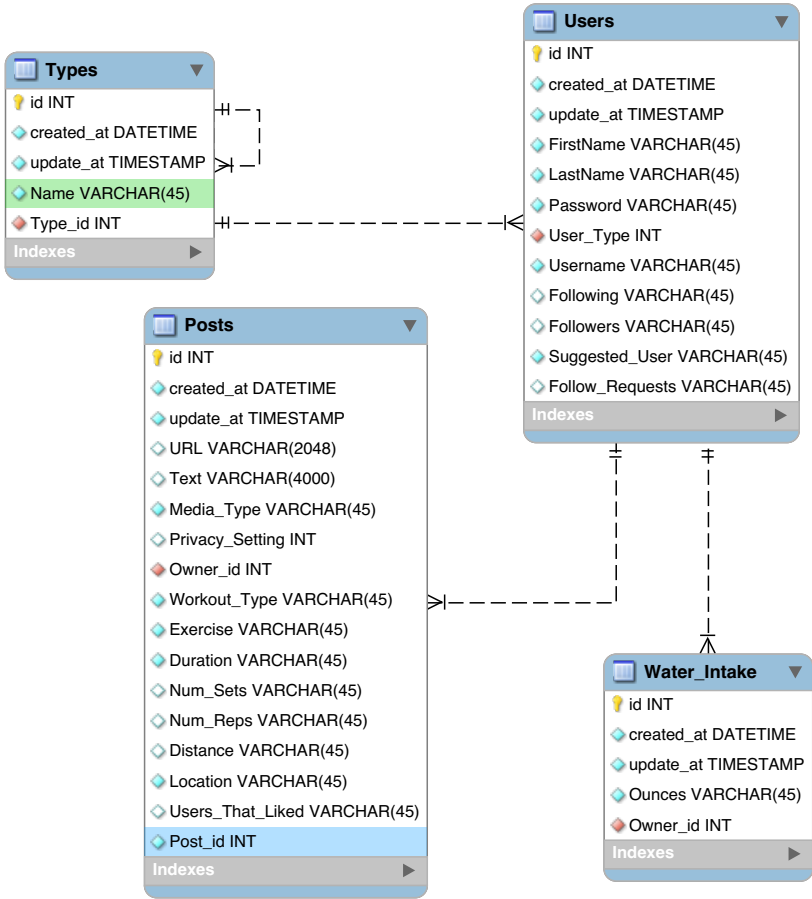 Types
id INT
created_at DATETIME
update_at TIMESTAMP
Name VARCHAR(45)
Type_id INT
Indexes
Users
id INT
created_at DATETIME
update_at TIMESTAMP
FirstName VARCHAR(45)
LastName VARCHAR(45)
Password VARCHAR(45)
User_Type INT
Username VARCHAR(45)
Following VARCHAR(45)
Followers VARCHAR(45)
Suggested_User VARCHAR(45)
Follow_Requests VARCHAR(45)
Indexes
Posts
id INT
created_at DATETIME
update_at TIMESTAMP
URL VARCHAR(2048)
Text VARCHAR(4000)
Media_Type VARCHAR(45)
Privacy_Setting INT
Owner_id INT
Workout_Type VARCHAR(45)
Exercise VARCHAR(45)
Duration VARCHAR(45)
Num_Sets VARCHAR(45)
Num_Reps VARCHAR(45)
Distance VARCHAR(45)
Location VARCHAR(45)
Users_That_Liked VARCHAR(45)
Post_id INT
Indexes
Water_Intake
id INT
created_at DATETIME
update_at TIMESTAMP
Ounces VARCHAR(45)
Owner_id INT
Indexes